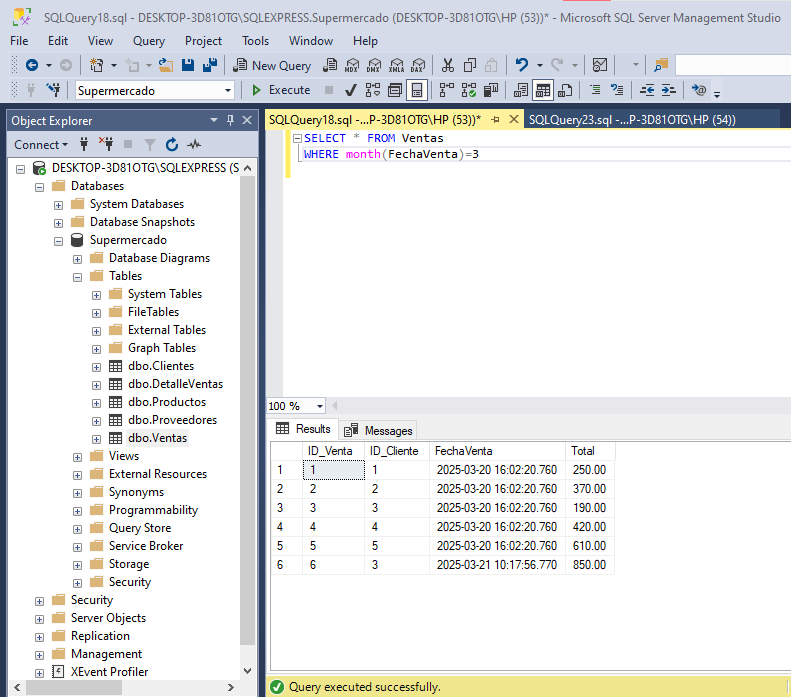 SQLQuery18.sql - DESKTOP-3D81OTG\SQLEXPRESS.Supermercado (DESKTOP-3D81OTG\HP (53))* - Microsoft SQL Server Management Studio
File Edit View Query Project Tools Window Help
New Query MDX DMX XMLA DAX
Supermercado Execute
Object Explorer
SQLQuery18.sql -...P-3D81OTG\HP (53))* SQLQuery23.sql -...P-3D81OTG\HP (54))
Connect
DESKTOP-3D81OTG\SQLEXPRESS (S
Databases
System Databases
Database Snapshots
Supermercado
Database Diagrams
Tables
System Tables
FileTables
External Tables
Graph Tables
dbo.Clientes
dbo.DetalleVentas
dbo.Productos
dbo.Proveedores
dbo.Ventas
Views
External Resources
Synonyms
Programmability
Query Store
Service Broker
Storage
Security
Security
Server Objects
Replication
Management
XEvent Profiler
SELECT * FROM Ventas
WHERE month(FechaVenta)=3
100 %
Results Messages
ID_Venta ID_Cliente FechaVenta Total
1 1 1 2025-03-20 16:02:20.760 250.00
2 2 2 2025-03-20 16:02:20.760 370.00
3 3 3 2025-03-20 16:02:20.760 190.00
4 4 4 2025-03-20 16:02:20.760 420.00
5 5 5 2025-03-20 16:02:20.760 610.00
6 6 3 2025-03-21 10:17:56.770 850.00
Query executed successfully.